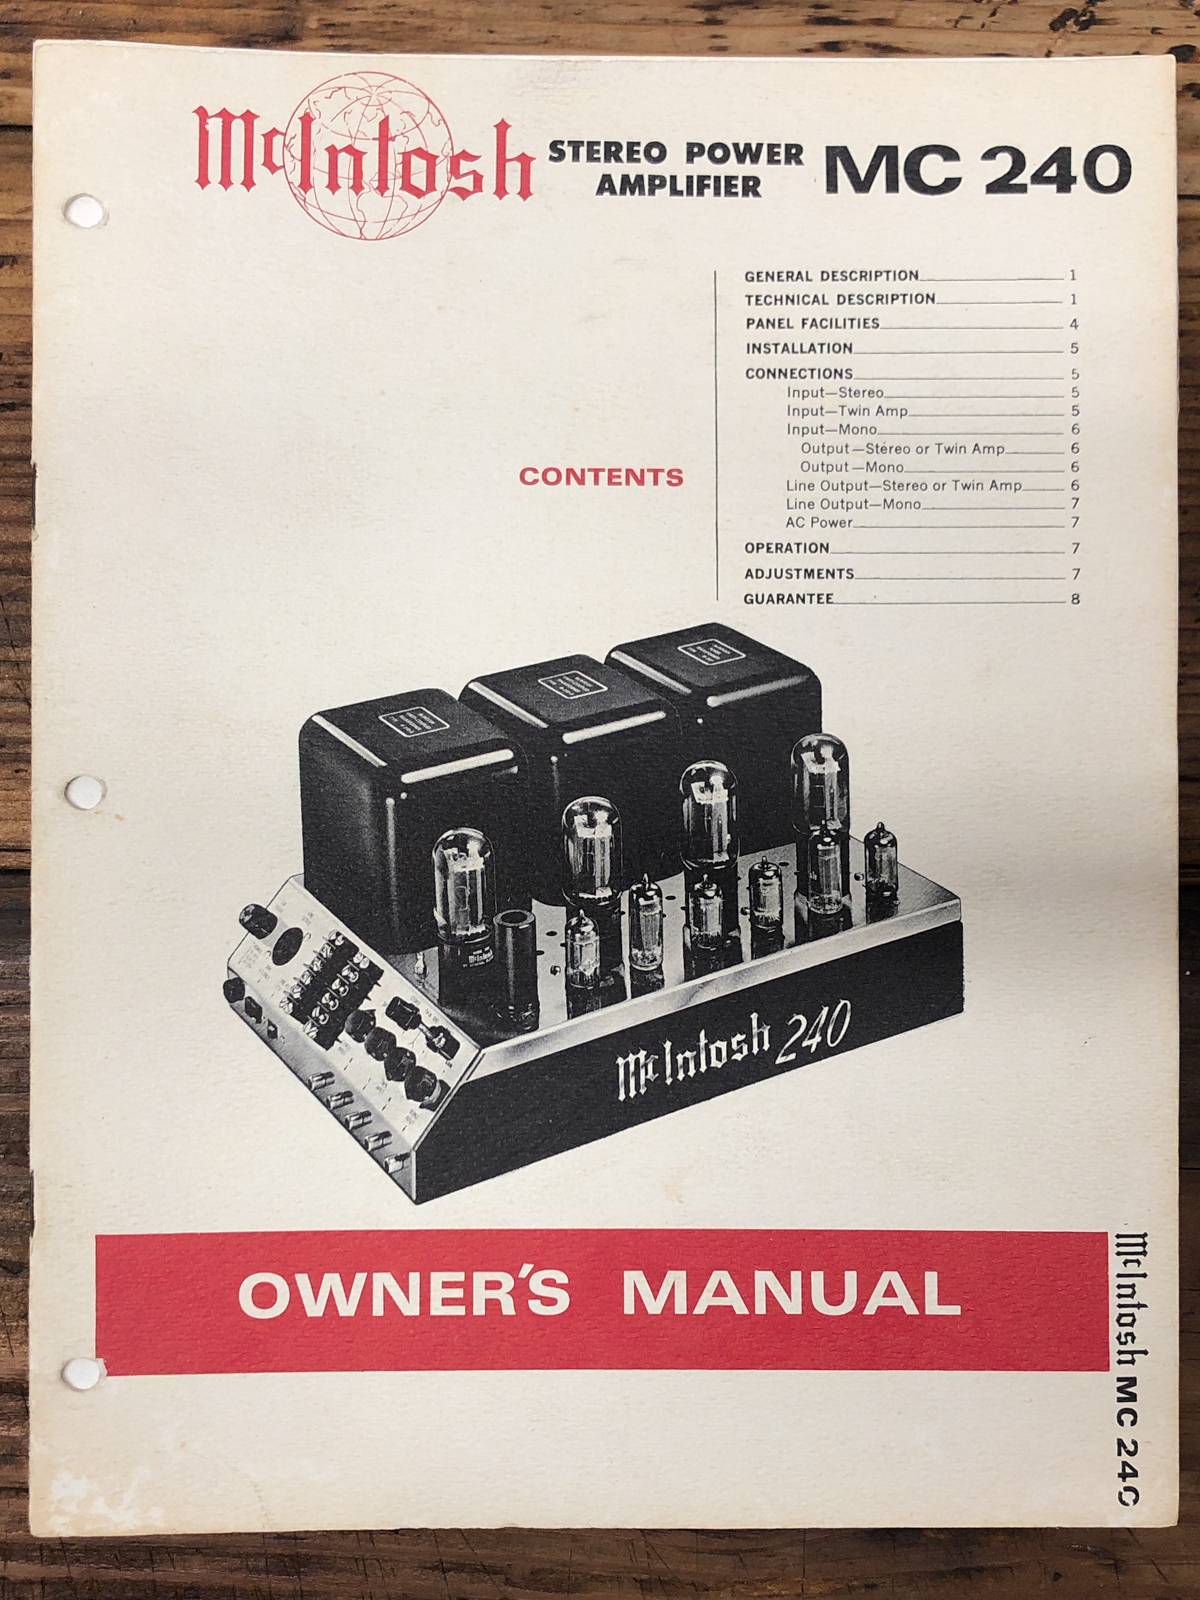 McIntosh STEREO POWER AMPLIFIER MC 240
GENERAL DESCRIPTION 1
TECHNICAL DESCRIPTION 1
PANEL FACILITIES 4
INSTALLATION 5
CONNECTIONS 5
Input—Stereo 5
Input—Twin Amp 5
Input—Mono 6
Output—Stereo or Twin Amp 6
Output—Mono 6
Line Output—Stereo or Twin Amp 6
Line Output—Mono 7
AC Power 7
OPERATION 7
ADJUSTMENTS 7
GUARANTEE 8
CONTENTS
McIntosh
McIntosh 240
OWNER'S MANUAL
McIntosh MC 240